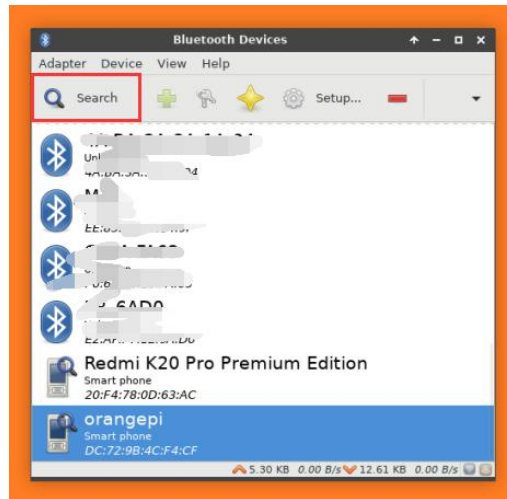 Bluetooth Devices
Adapter Device View Help
Search Setup...
6AD0
Redmi K20 Pro Premium Edition
Smart phone
20:F4:78:0D:63:AC
orangepi
Smart phone
DC:72:9B:4C:F4:CF
5.30 KB 0.00 B/s 12.61 KB 0.00 B/s